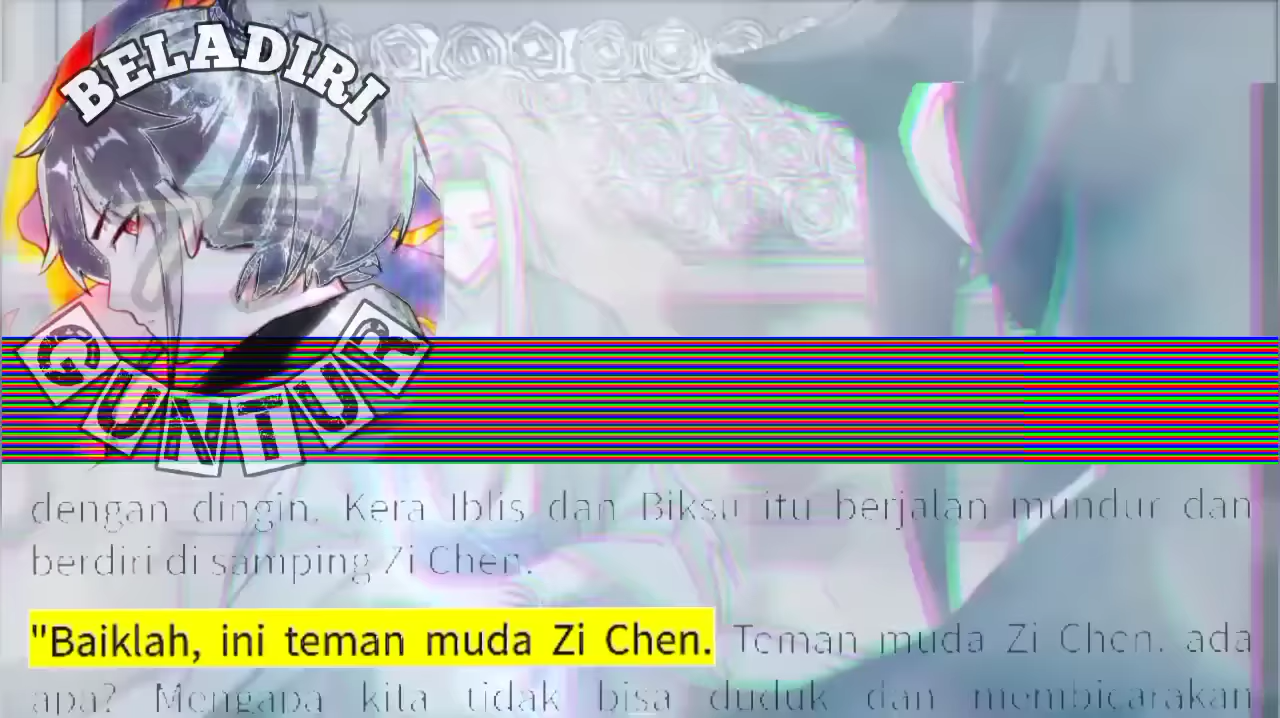 BELADIRI
GUNTUR
dengan dingin. Kera Iblis dan Biksu itu berjalan mundur dan
berdiri di samping Zi Chen.
"Baiklah, ini teman muda Zi Chen. Teman muda Zi Chen. ada
apa? Mengapa kita tidak bisa duduk dan membicarakan